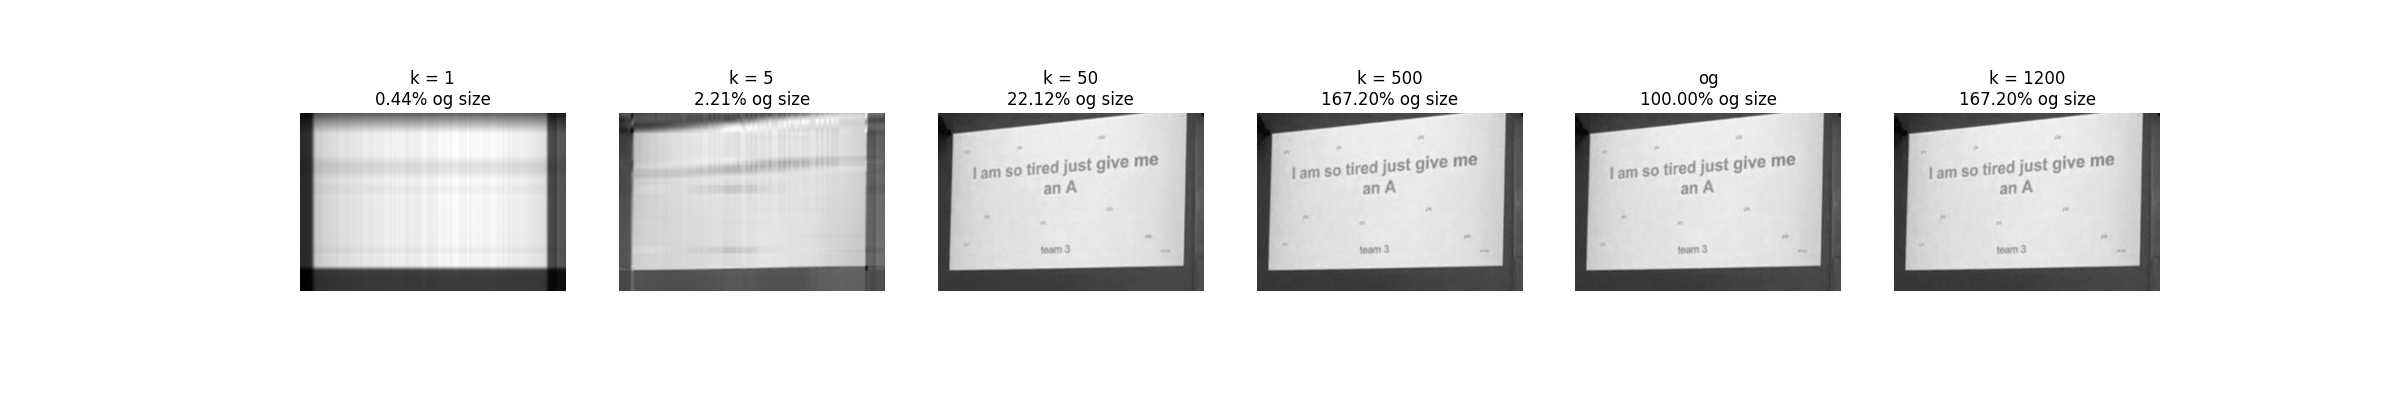 k = 1
0.44% og size
k = 5
2.21% og size
k = 50
22.12% og size
I am so tired just give me
an A
team 3
k = 500
167.20% og size
I am so tired just give me
an A
team 3
og
100.00% og size
I am so tired just give me
an A
team 3
k = 1200
167.20% og size
I am so tired just give me
an A
team 3